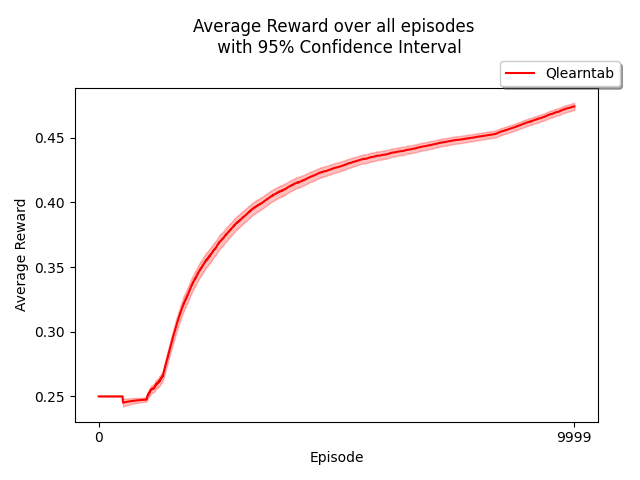 Average Reward over all episodes
with 95% Confidence Interval
Qlearntab
0.45
0.40
0.35
0.30
0.25
Average Reward
0
9999
Episode